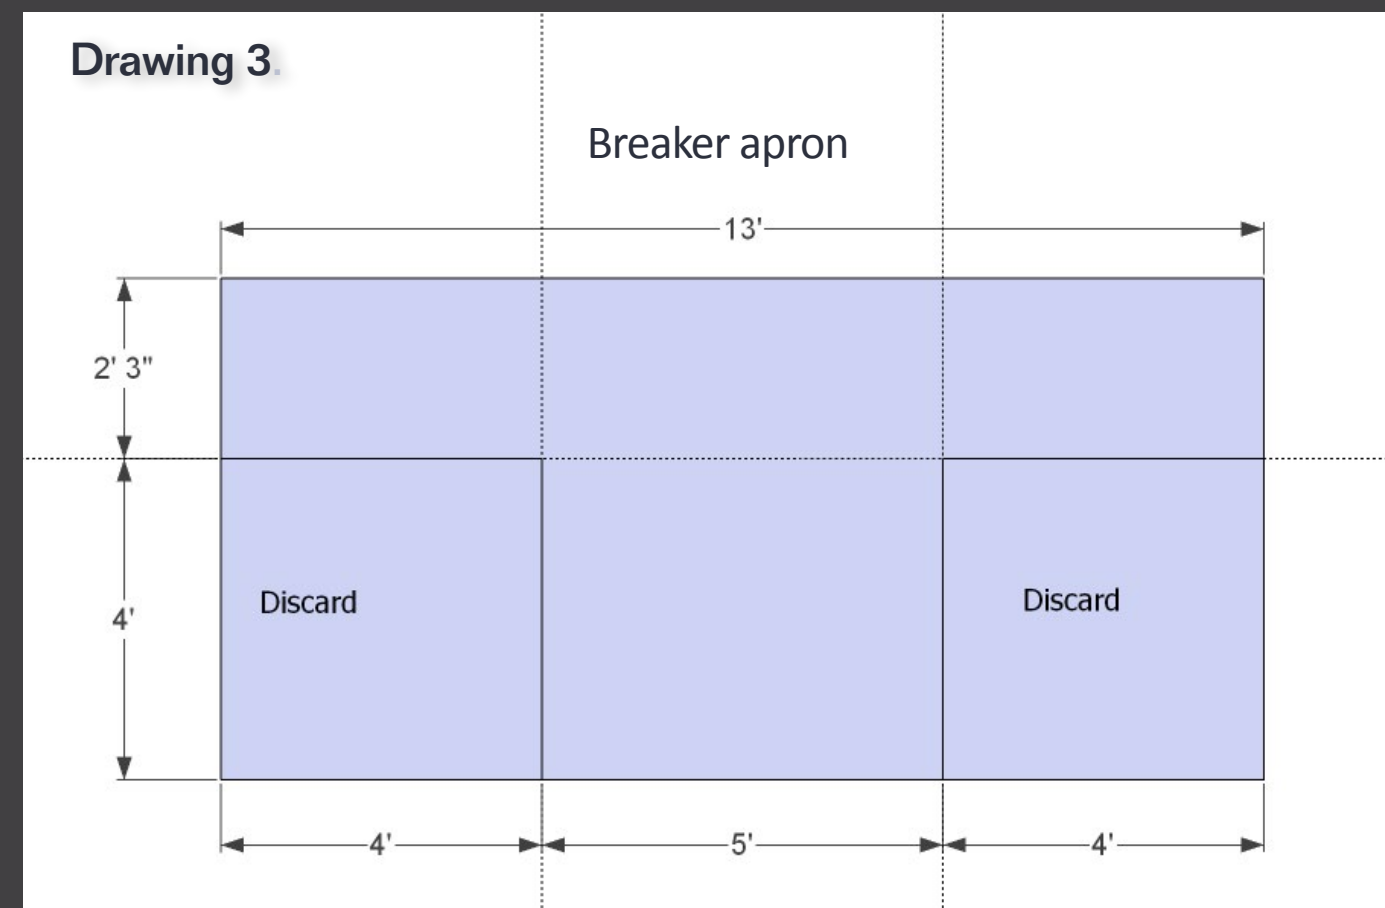 Drawing 3.
Breaker apron
13'
2' 3"
4'
Discard
Discard
4'
5'
4'